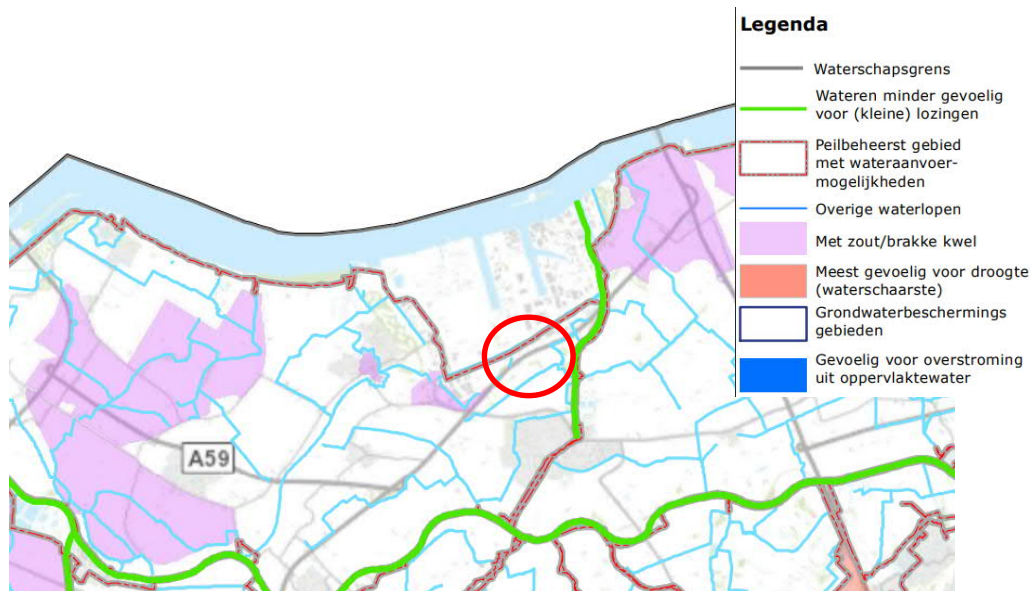 Legenda
Waterschapsgrens
Wateren minder gevoelig
voor (kleine) lozingen
Peilbeheerst gebied
met wateraanvoer-
mogelijkheden
Overige waterlopen
Met zout/brakke kwel
Meest gevoelig voor droogte
(waterschaarste)
Grondwaterbeschermings
gebieden
Gevoelig voor overstroming
uit oppervlaktewater
A59